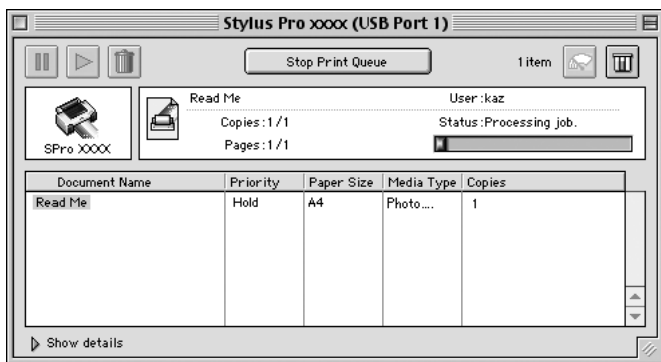 Stylus Pro xxxx (USB Port 1)
Stop Print Queue
1 item
Read Me
User :kaz
Copies :1 /1
Status :Processing job.
Pages :1 /1
SPro XXXX
Document Name Priority Paper Size Media Type Copies
Read Me Hold A4 Photo.... 1
Show details